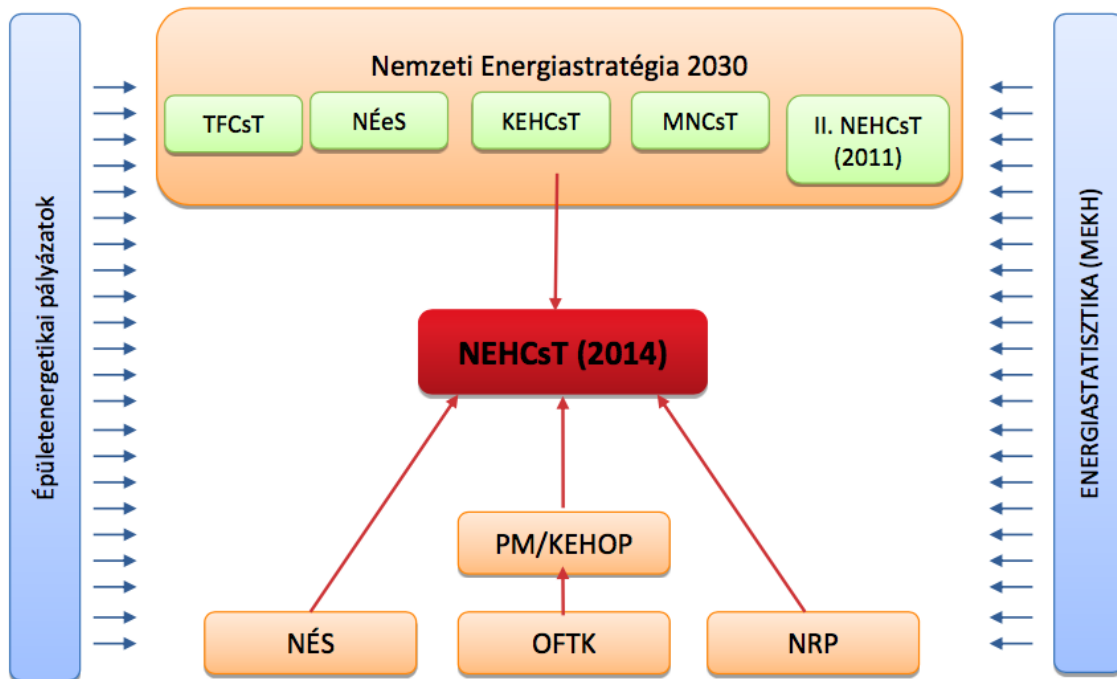 Nemzeti Energiastratégia 2030
TFCsT
NÉeS
KEHCsT
MNCsT
II. NEHCsT
(2011)
Épületenergetikai pályázatok
ENERGIASTATISZTIKA (MEKH)
NEHCsT (2014)
PM/KEHOP
NÉS
OFTK
NRP